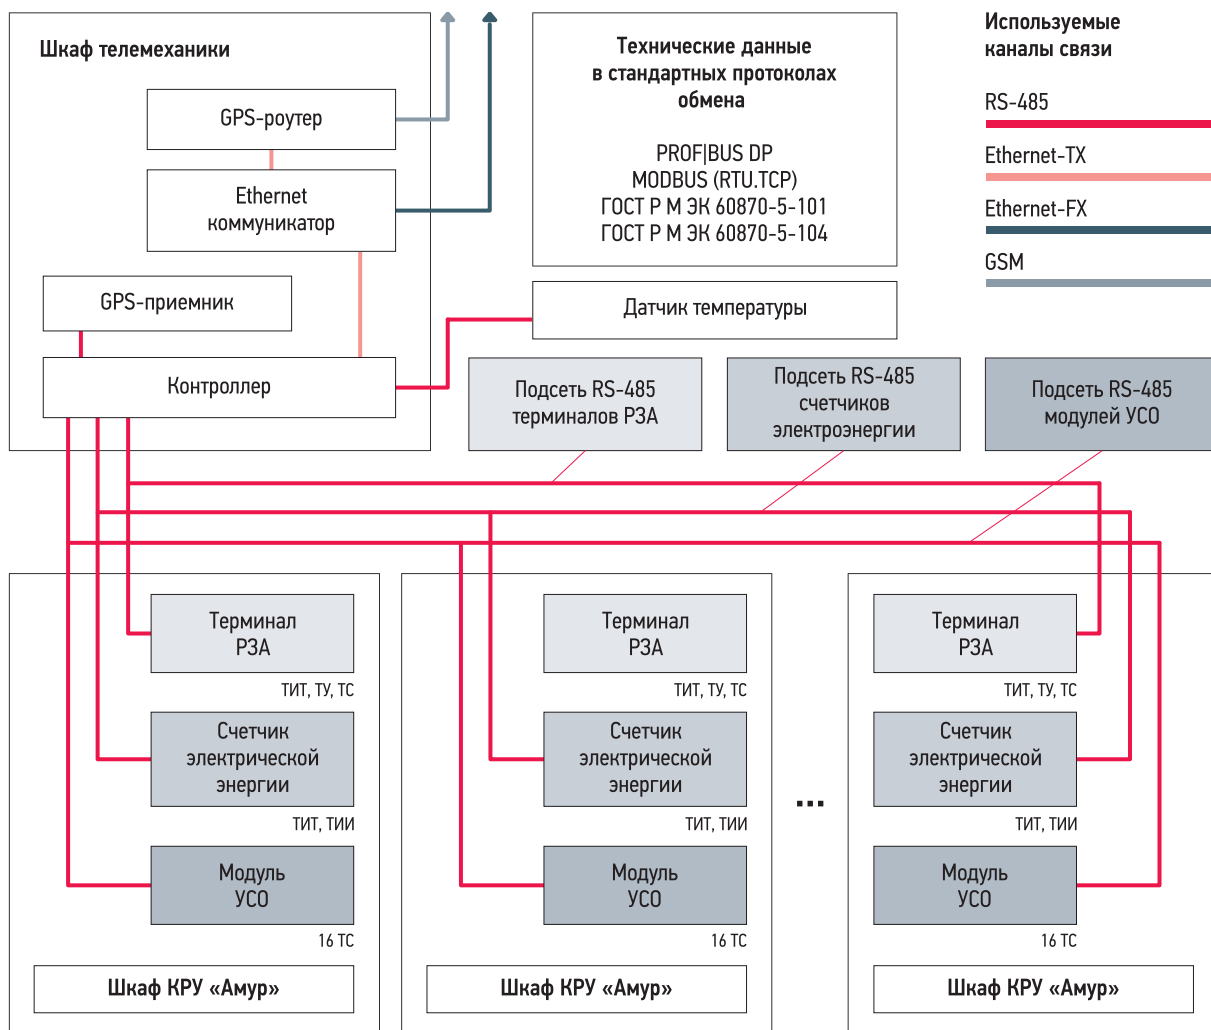 Шкаф телемеханики
GPS-роутер
Ethernet
коммуникатор
GPS-приемник
Контроллер
Технические данные
в стандартных протоколах
обмена
PROF|BUS DP
MODBUS (RTU.TCP)
ГОСТ Р М ЭК 60870-5-101
ГОСТ Р М ЭК 60870-5-104
Датчик температуры
Используемые
каналы связи
RS-485
Ethernet-TX
Ethernet-FX
GSM
Подсеть RS-485
терминалов РЗА
Подсеть RS-485
счетчиков
электроэнергии
Подсеть RS-485
модулей УСО
Терминал
РЗА
ТИТ, ТУ, ТС
Счетчик
электрической
энергии
ТИТ, ТИИ
Модуль
УСО
16 ТС
Шкаф КРУ «Амур»
Терминал
РЗА
ТИТ, ТУ, ТС
Счетчик
электрической
энергии
ТИТ, ТИИ
Модуль
УСО
16 ТС
Шкаф КРУ «Амур»
...
Терминал
РЗА
ТИТ, ТУ, ТС
Счетчик
электрической
энергии
ТИТ, ТИИ
Модуль
УСО
16 ТС
Шкаф КРУ «Амур»